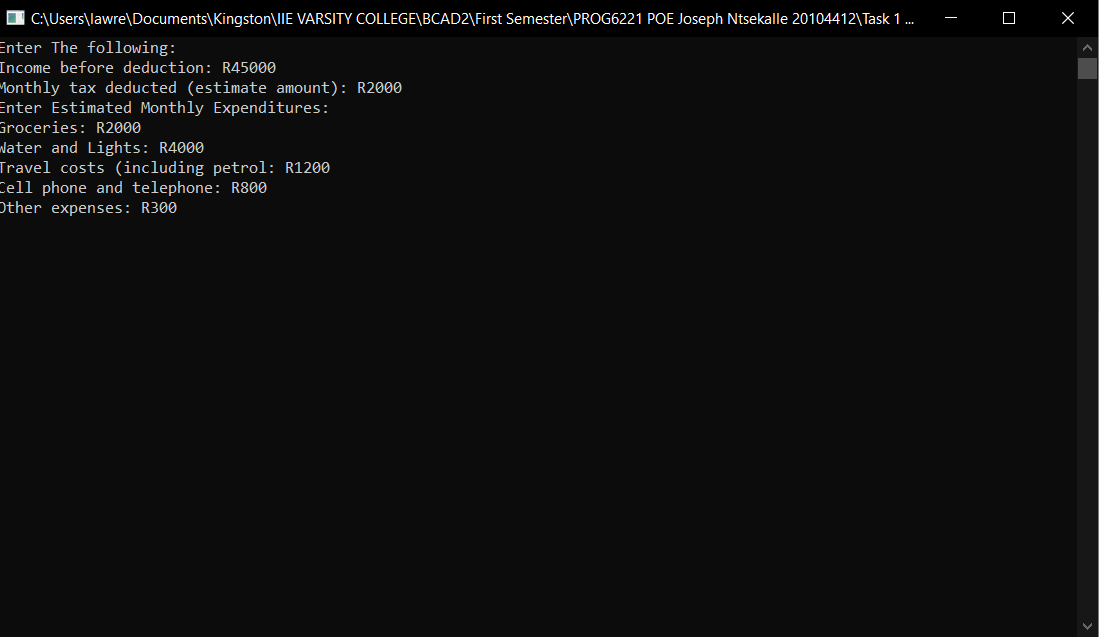 C:\Users\lawre\Documents\Kingston\IIE VARSITY COLLEGE\BCAD2\First Semester\PROG6221 POE Joseph Ntsekalle 20104412\Task 1 ...
Enter The following:
Income before deduction: R45000
Monthly tax deducted (estimate amount): R2000
Enter Estimated Monthly Expenditures:
Groceries: R2000
Water and Lights: R4000
Travel costs (including petrol: R1200
Cell phone and telephone: R800
Other expenses: R300